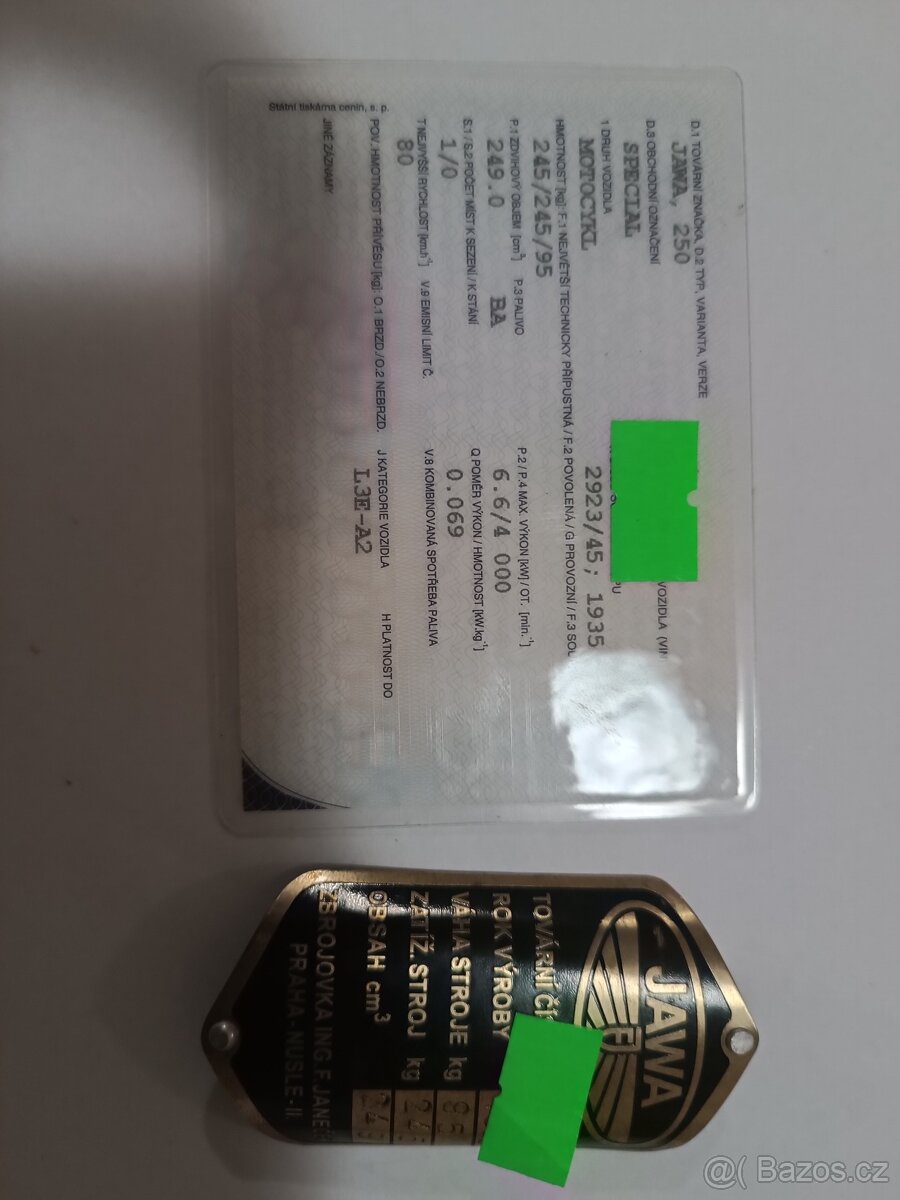 D.1 TOVÁRNÍ ZNAČKA, D.2 TYP, VARIANTA, VERZE
JAWA, 250
D.3 OBCHODNÍ OZNAČENÍ
VOZIDLA (VIN
SPECIAL
1 DRUH VOZIDLA
PU
MOTOCYKL
2923/45; 1935
HMOTNOST [kg]: F.1 NEJVĚTŠÍ TECHNICKY PŘÍPUSTNÁ / F.2 POVOLENÁ / G PROVOZNÍ / F.3 SOU
245/245/95
P.1 ZDVIHOVÝ OBJEM [cm³] P.3 PALIVO P.2 / P.4 MAX. VÝKON [kW] / OT. [min.⁻¹]
249.0 BA 6.6/4 000
S.1 / S.2 POČET MÍST K SEZENÍ / K STÁNÍ Q POMĚR VÝKON / HMOTNOST [kW.kg⁻¹]
1/0 0.069
T NEJVYŠŠÍ RYCHLOST [km.h⁻¹] V.9 EMISNÍ LIMIT Č. V.8 KOMBINOVANÁ SPOTŘEBA PALIVA
80
POV. HMOTNOST PŘÍVĚSU [kg]: O.1 BRZD./O.2 NEBRZD. J KATEGORIE VOZIDLA H PLATNOST DO
L3E-A2
JINÉ ZÁZNAMY
Státní tiskárna cenin, s. p.
JAWA
TOVÁRNÍ ČÍ
ROK VÝROBY
VÁHA STROJE kg
ZATÍŽ. STROJ kg
OBSAH cm³ 249
ZBROJOVKA ING. F. JANEČ
PRAHA-NUSLE-II
@( Bazos.cz